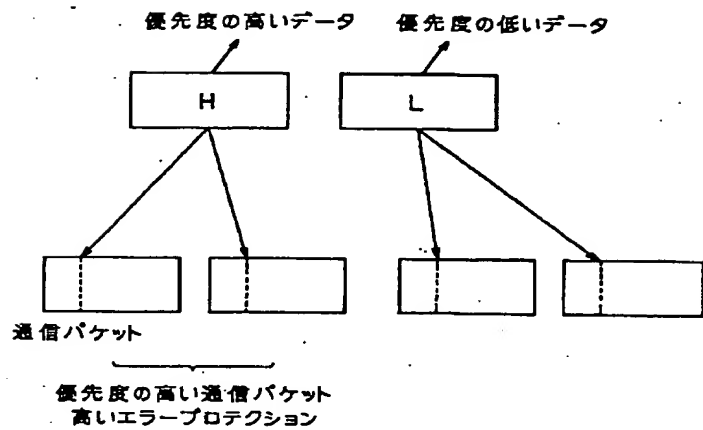 優先度の高いデータ
優先度の低いデータ
H
L
通信パケット
優先度の高い通信パケット
高いエラープロテクション